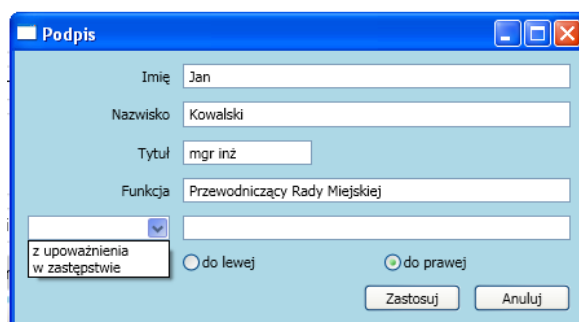 Podpis
Imię Jan
Nazwisko Kowalski
Tytuł mgr inż
Funkcja Przewodniczący Rady Miejskiej
z upoważnienia
w zastępstwie
do lewej do prawej
Zastosuj Anuluj